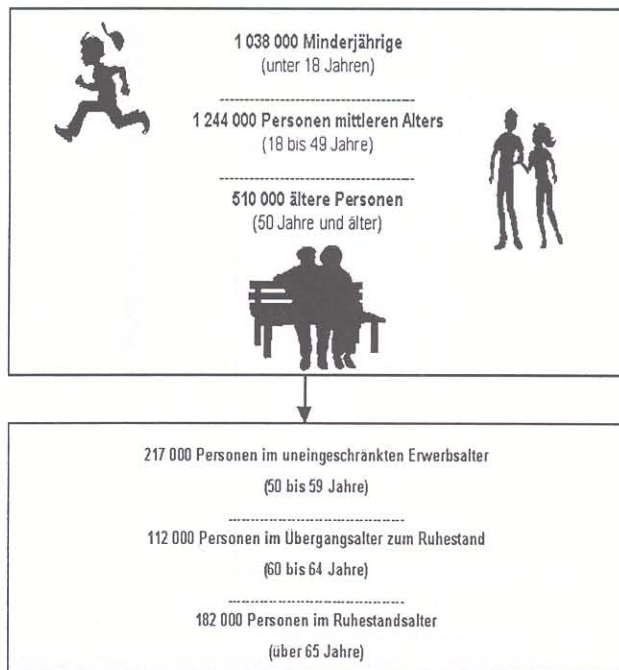 1 038 000 Minderjährige
(unter 18 Jahren)
1 244 000 Personen mittleren Alters
(18 bis 49 Jahre)
510 000 ältere Personen
(50 Jahre und älter)
217 000 Personen im uneingeschränkten Erwerbsalter
(50 bis 59 Jahre)
112 000 Personen im Übergangsalter zum Ruhestand
(60 bis 64 Jahre)
182 000 Personen im Ruhestandsalter
(über 65 Jahre)